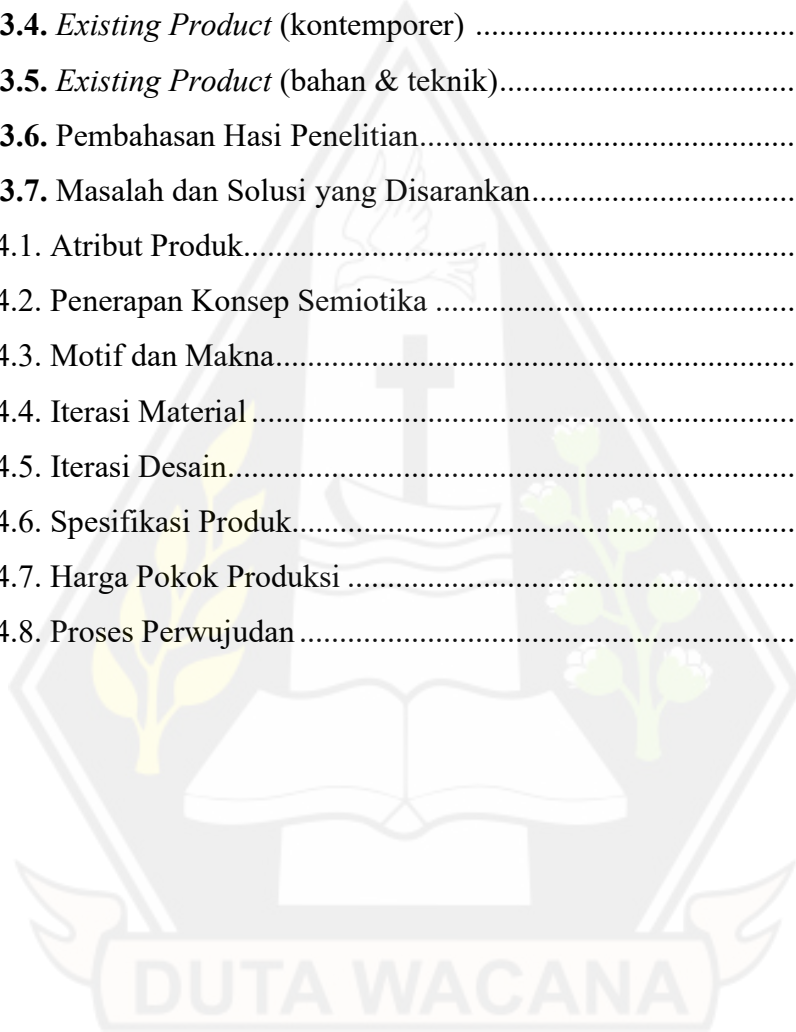 3.4. Existing Product (kontemporer) ........................................
3.5. Existing Product (bahan & teknik)......................................
3.6. Pembahasan Hasi Penelitian................................................
3.7. Masalah dan Solusi yang Disarankan..................................
4.1. Atribut Produk......................................................................
4.2. Penerapan Konsep Semiotika ..............................................
4.3. Motif dan Makna..................................................................
4.4. Iterasi Material .....................................................................
4.5. Iterasi Desain........................................................................
4.6. Spesifikasi Produk................................................................
4.7. Harga Pokok Produksi .........................................................
4.8. Proses Perwujudan ...............................................................
DUTA WACANA